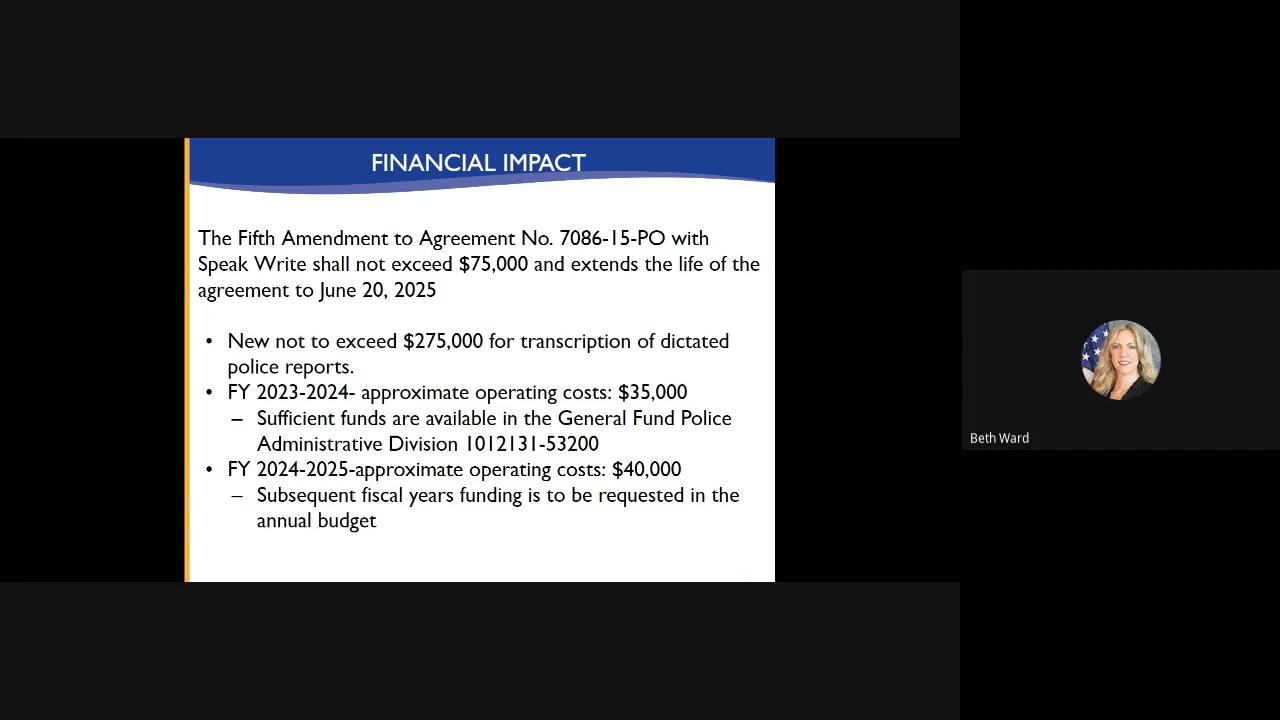 FINANCIAL IMPACT
The Fifth Amendment to Agreement No. 7086-15-PO with
Speak Write shall not exceed $75,000 and extends the life of the
agreement to June 20, 2025
• New not to exceed $275,000 for transcription of dictated
police reports.
• FY 2023-2024- approximate operating costs: $35,000
– Sufficient funds are available in the General Fund Police
Administrative Division 1012131-53200
• FY 2024-2025-approximate operating costs: $40,000
– Subsequent fiscal years funding is to be requested in the
annual budget
Beth Ward